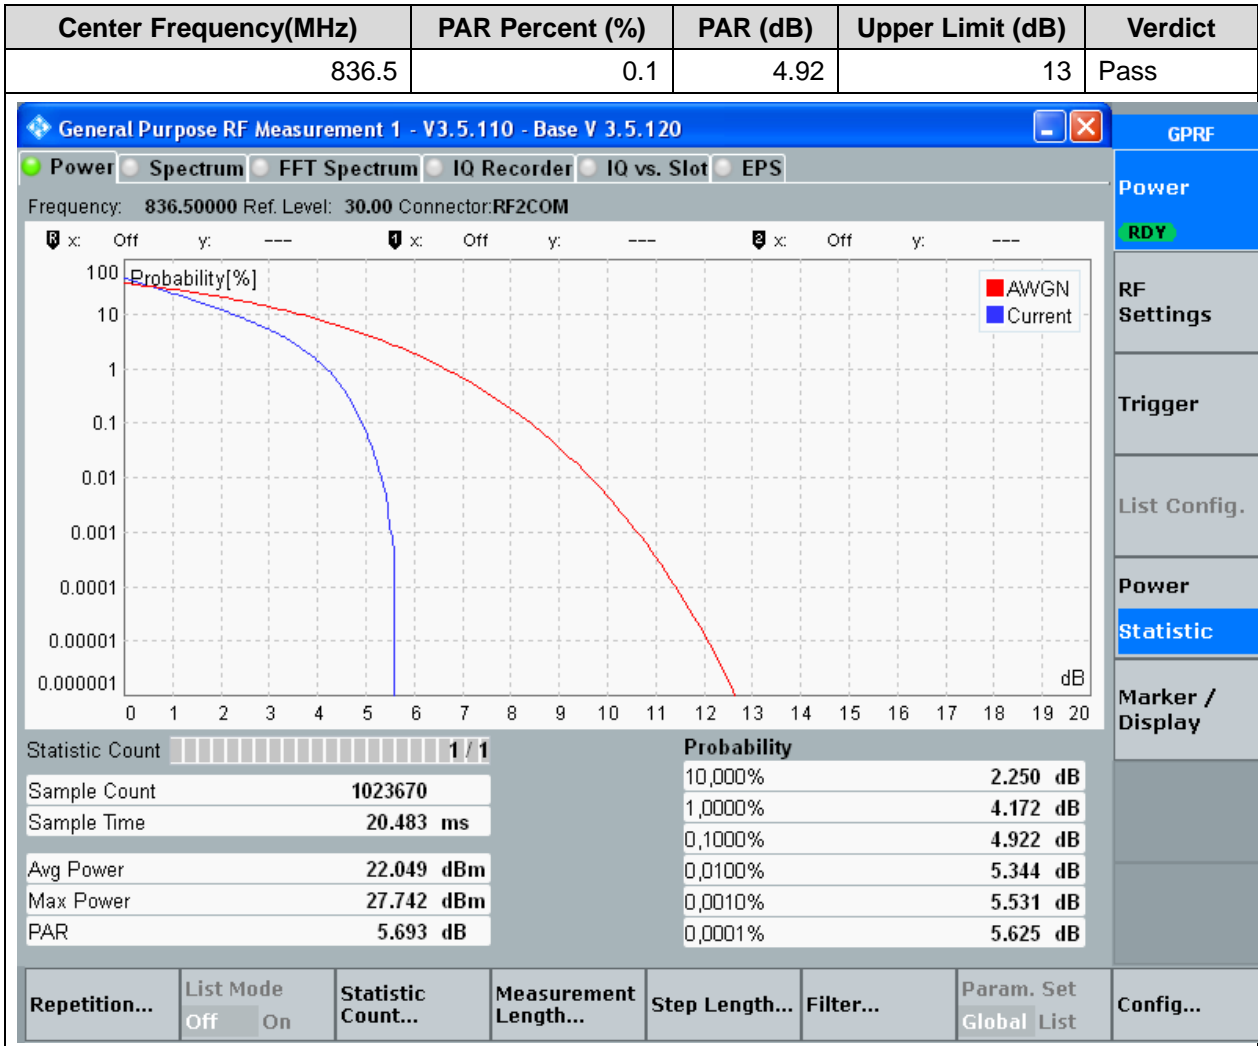 Center Frequency(MHz) PAR Percent (%) PAR (dB) Upper Limit (dB) Verdict
836.5 0.1 4.92 13 Pass
General Purpose RF Measurement 1 - V3.5.110 - Base V 3.5.120
GPRF
Power Spectrum FFT Spectrum IQ Recorder IQ vs. Slot EPS
Frequency: 836.50000 Ref. Level: 30.00 Connector:RF2COM
R x: Off y: --- 1 x: Off y: --- 2 x: Off y: ---
Probability[%]
100
10
1
0.1
0.01
0.001
0.0001
0.00001
0.000001
AWGN
Current
dB
0 1 2 3 4 5 6 7 8 9 10 11 12 13 14 15 16 17 18 19 20
Statistic Count 1 / 1
Sample Count 1023670
Sample Time 20.483 ms
Avg Power 22.049 dBm
Max Power 27.742 dBm
PAR 5.693 dB
Probability
10,000% 2.250 dB
1,0000% 4.172 dB
0,1000% 4.922 dB
0,0100% 5.344 dB
0,0010% 5.531 dB
0,0001% 5.625 dB
Power
RDY
RF
Settings
Trigger
List Config.
Power
Statistic
Marker /
Display
Repetition...
List Mode
Off On
Statistic
Count...
Measurement
Length...
Step Length...
Filter...
Param. Set
Global List
Config...